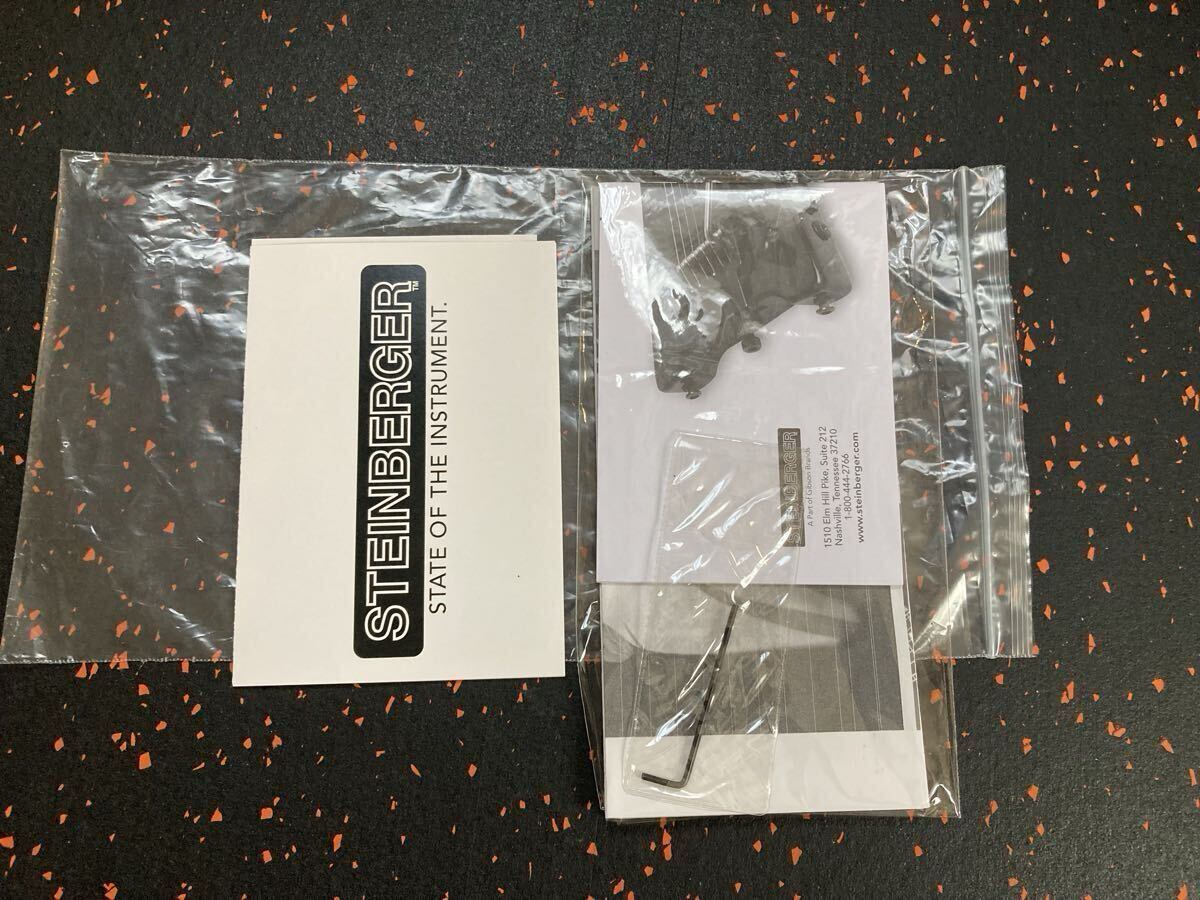 STEINBERGER™
STATE OF THE INSTRUMENT.
STEINBERGER
A Part of Gibson Brands
1510 Elm Hill Pike, Suite 212
Nashville, Tennessee 37210
1-800-444-2766
www.steinberger.com